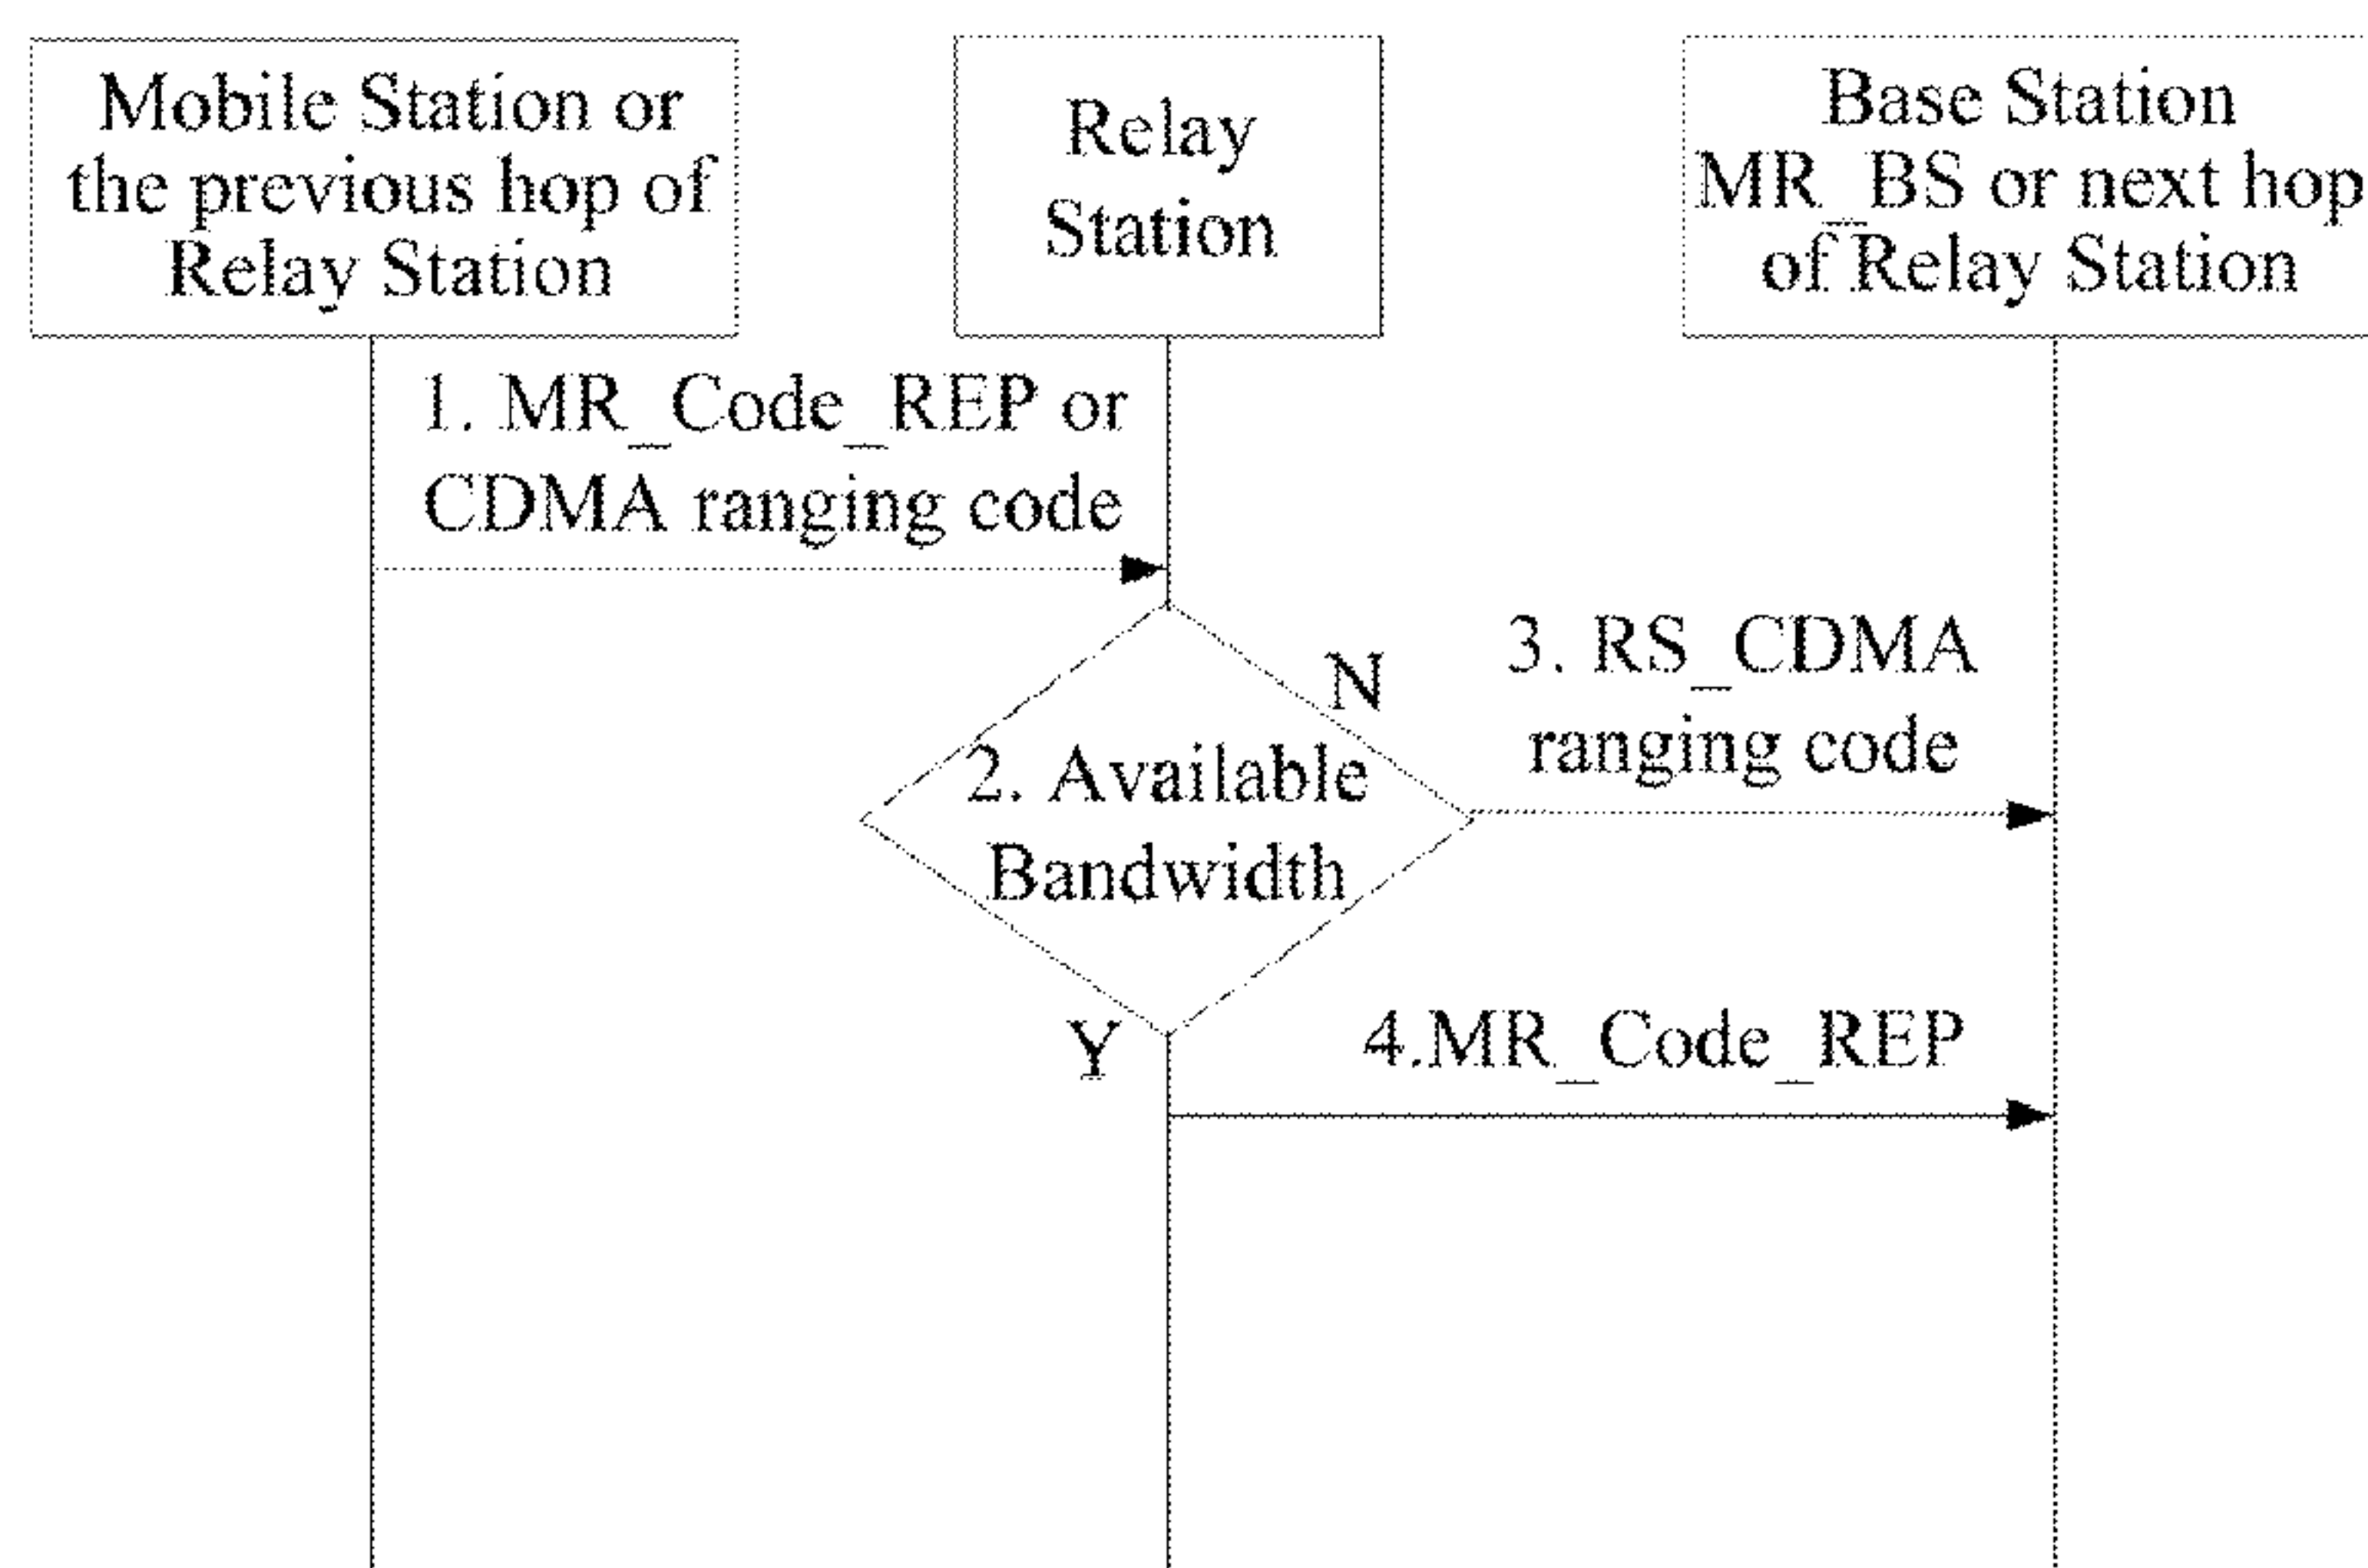 Mobile Station or
the previous hop of
Relay Station
Relay
Station
Base Station
MR_BS or next hop
of Relay Station
1. MR_Code_REP or
CDMA ranging code
N
3. RS_CDMA
ranging code
2. Available
Bandwidth
Y
4.MR_Code_REP